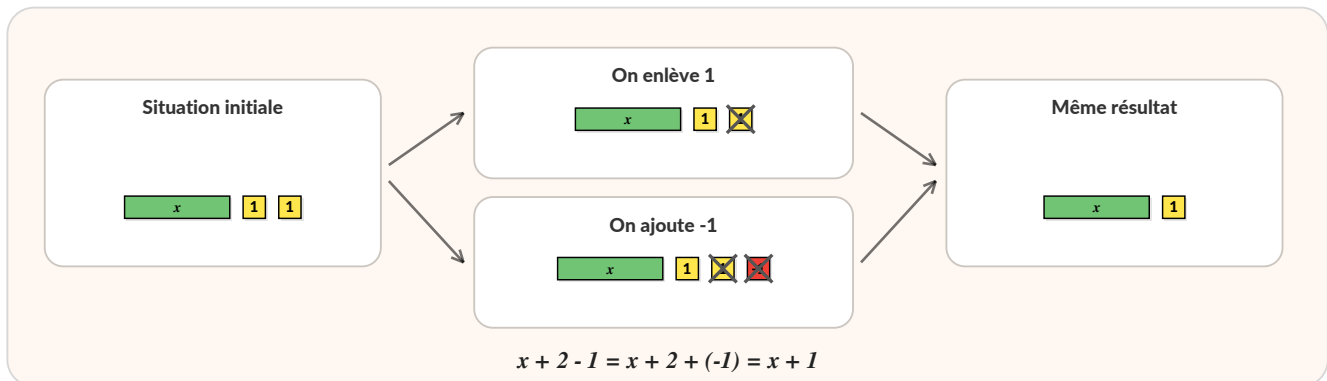 Situation initiale
x 1 1
On enlève 1
x 1
On ajoute -1
x 1
Même résultat
x 1
x + 2 - 1 = x + 2 + (-1) = x + 1